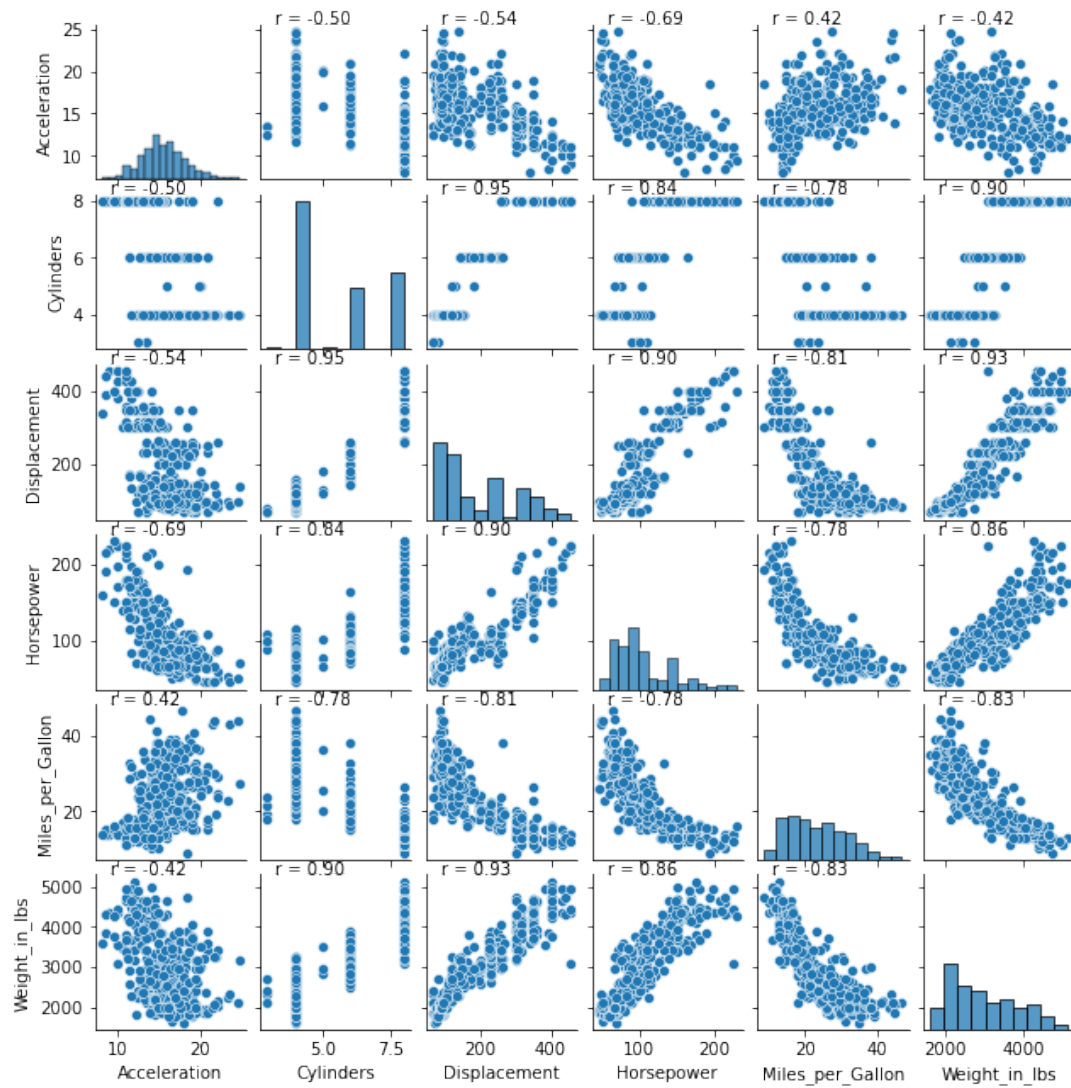 r = -0.50 r = -0.54 r = -0.69 r = 0.42 r = -0.42
25
20
15
10
Acceleration
r = -0.50 r = 0.95 r = 0.84 r = -0.78 r = 0.90
8
6
4
Cylinders
r = -0.54 r = 0.95 r = 0.90 r = -0.81 r = 0.93
400
200
Displacement
r = -0.69 r = 0.84 r = 0.90 r = -0.78 r = 0.86
200
100
Horsepower
r = 0.42 r = -0.78 r = -0.81 r = -0.78 r = -0.83
40
20
Miles_per_Gallon
r = -0.42 r = 0.90 r = 0.93 r = 0.86 r = -0.83
5000
4000
3000
2000
Weight_in_lbs
10 20 5.0 7.5 200 400 100 200 20 40 2000 4000
Acceleration Cylinders Displacement Horsepower Miles_per_Gallon Weight_in_lbs